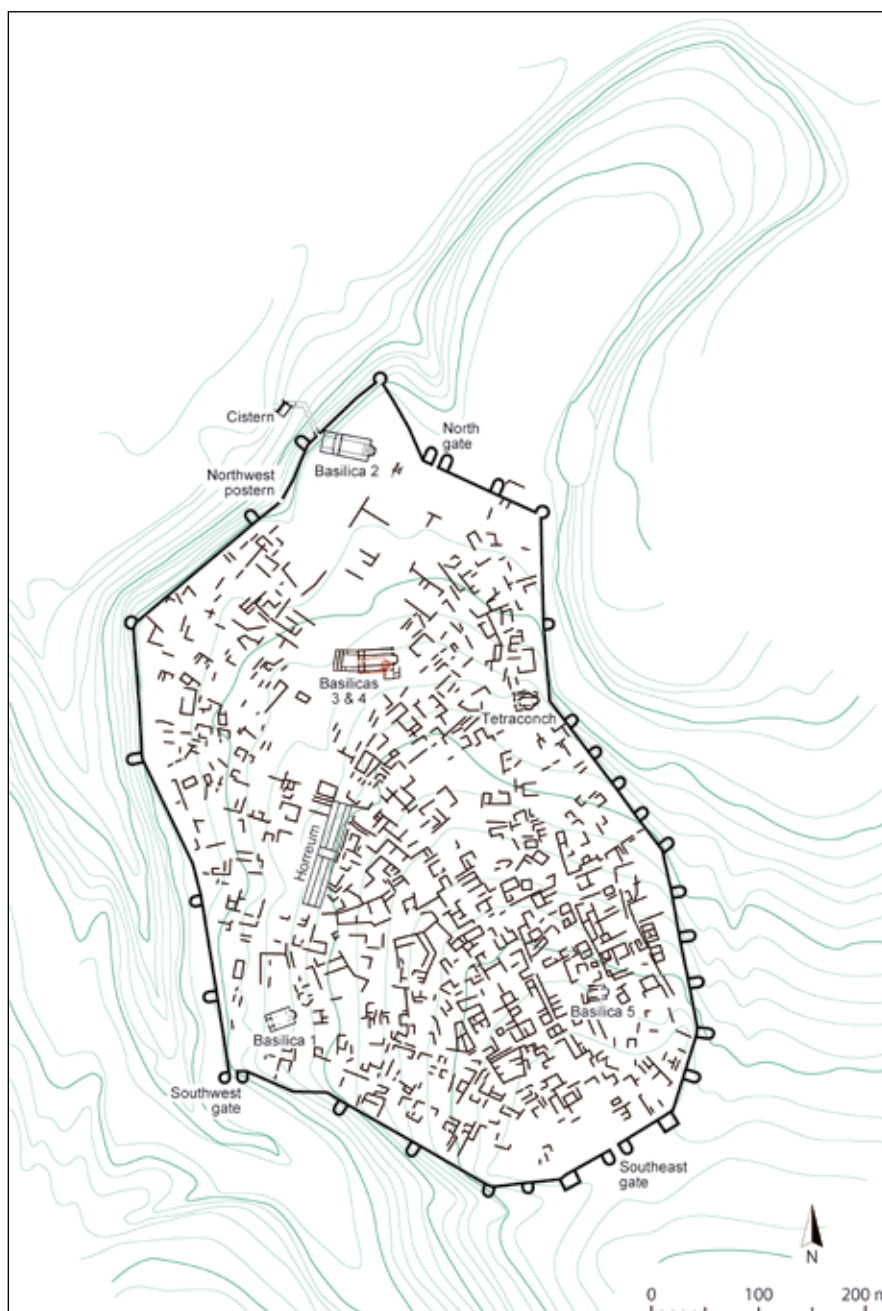 Cistern
North
gate
Basilica 2
Northwest
postern
Basilicas
3 & 4
Tetraconch
Horreum
Basilica 5
Basilica 1
Southwest
gate
Southeast
gate
N
0 100 200 m